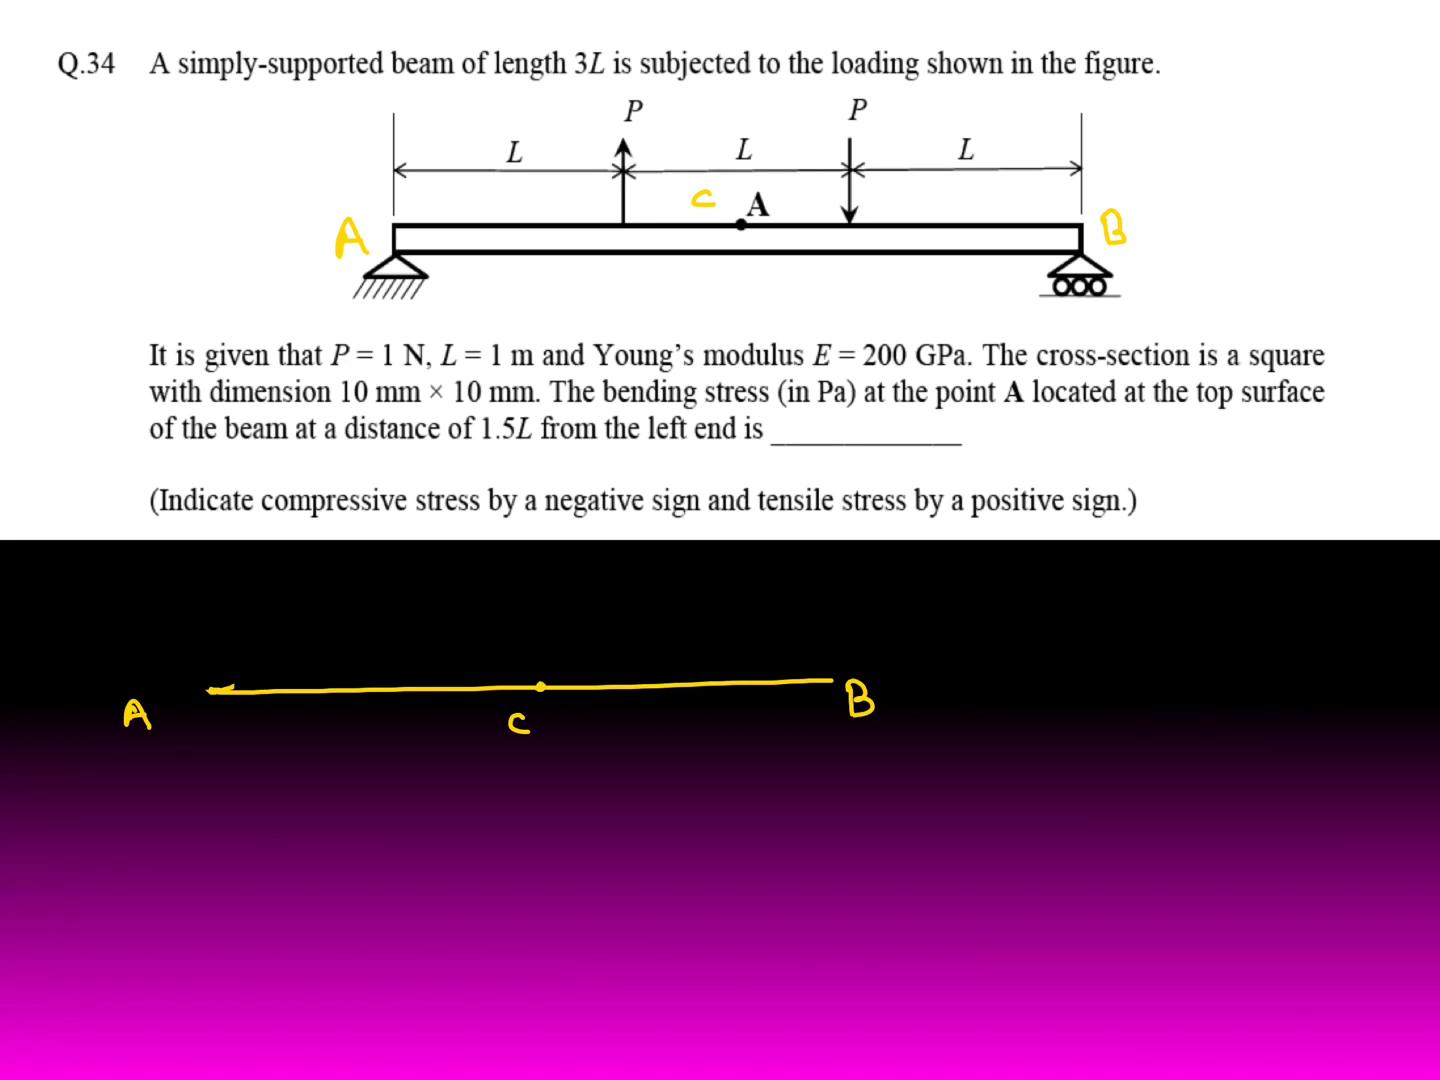 Q.34 A simply-supported beam of length 3L is subjected to the loading shown in the figure.
P P
L L L
C A
A B
It is given that P = 1 N, L = 1 m and Young's modulus E = 200 GPa. The cross-section is a square
with dimension 10 mm × 10 mm. The bending stress (in Pa) at the point A located at the top surface
of the beam at a distance of 1.5L from the left end is ______________
(Indicate compressive stress by a negative sign and tensile stress by a positive sign.)
A C B